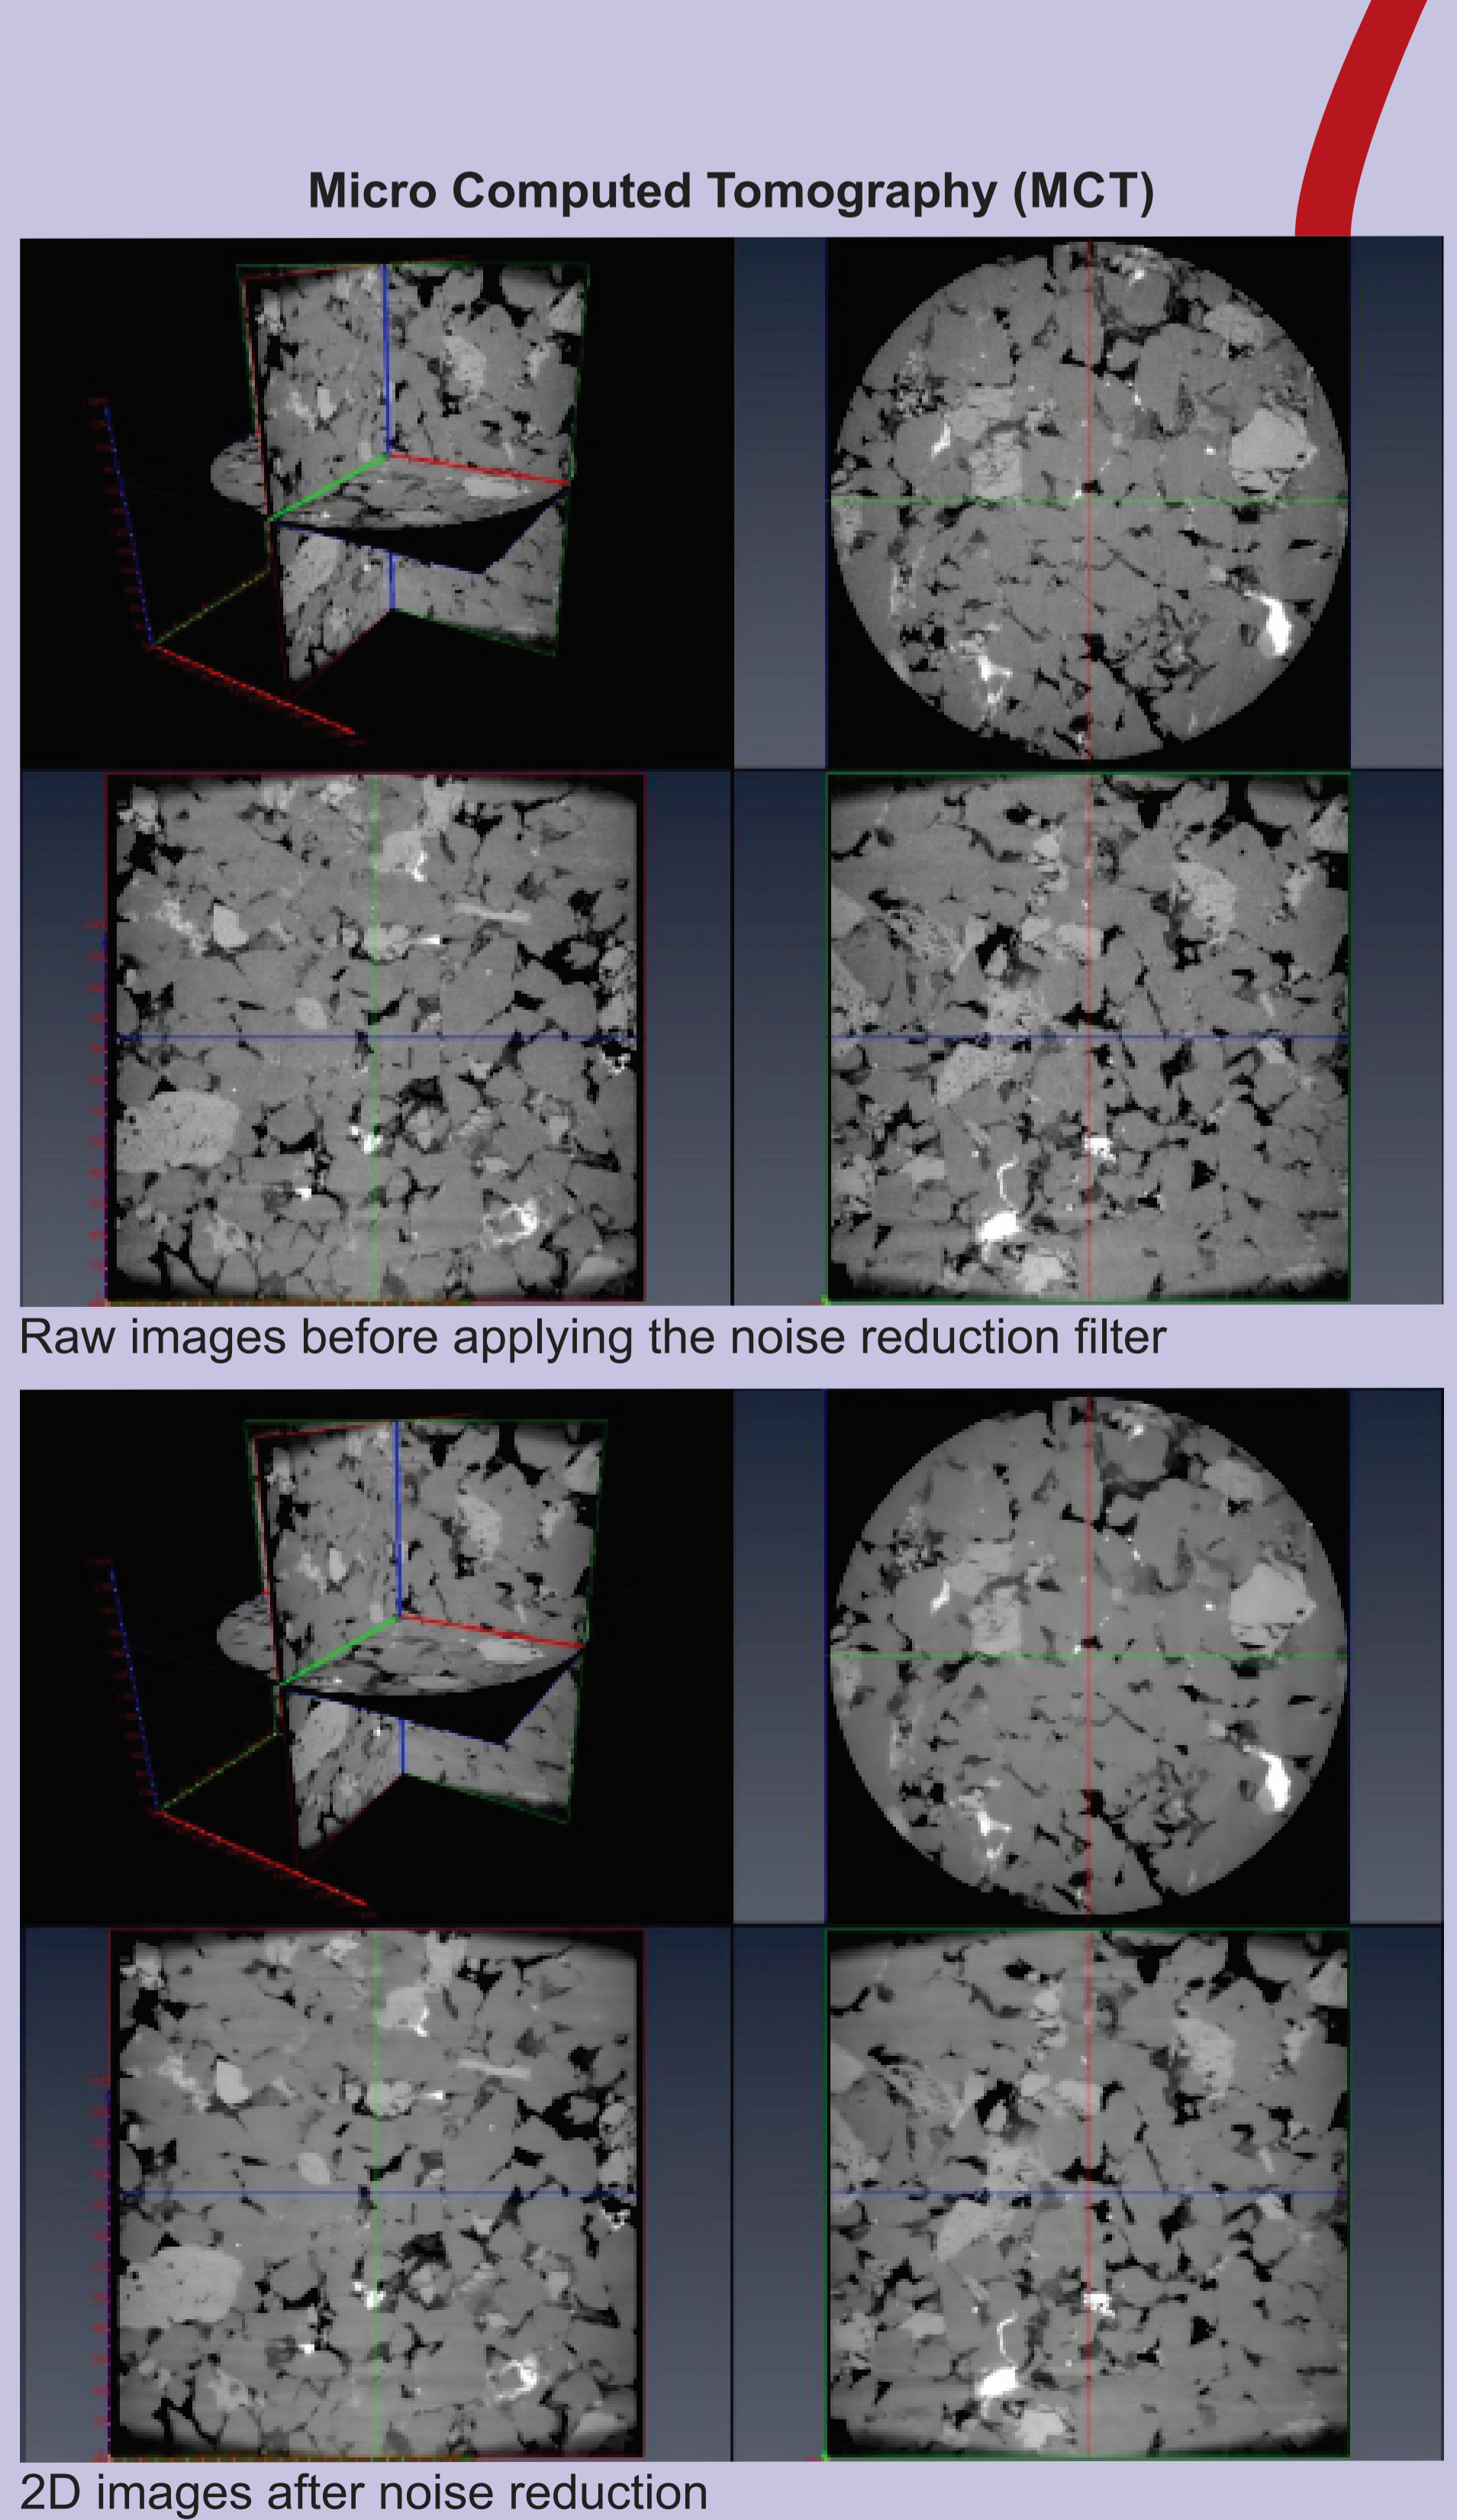 Micro Computed Tomography (MCT)
Raw images before applying the noise reduction filter
2D images after noise reduction